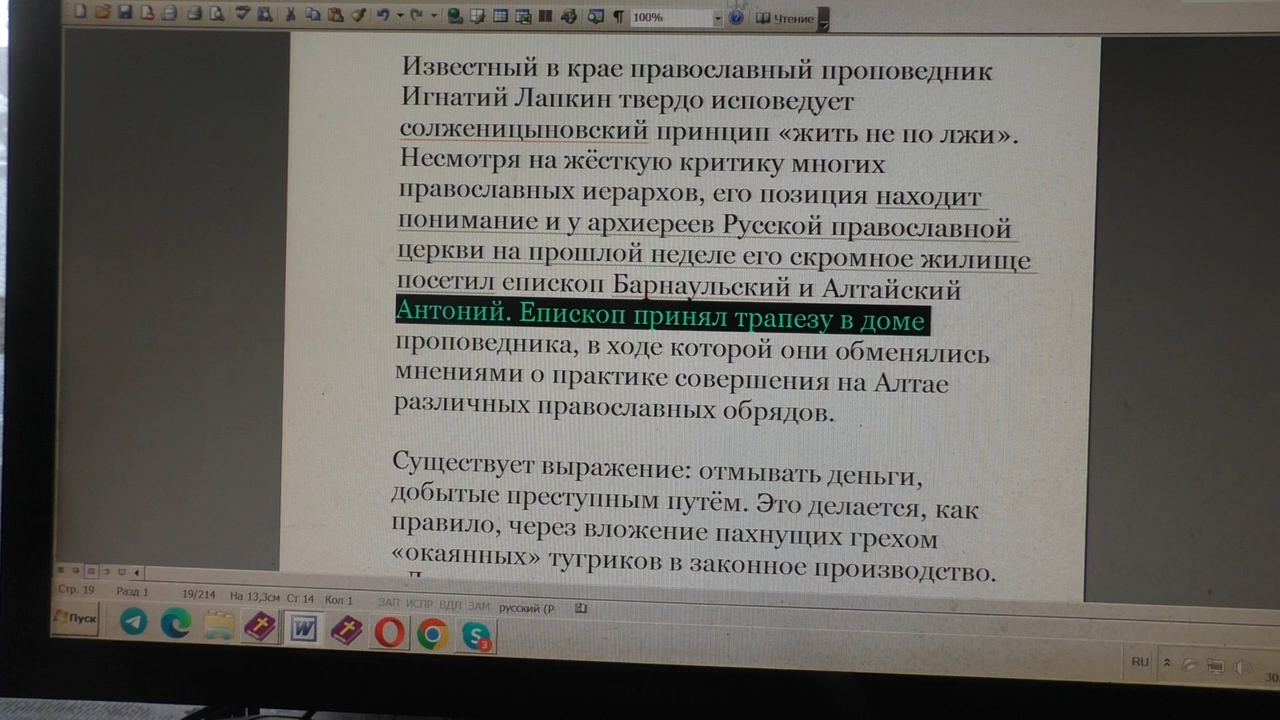 100%
Чтение
Известный в крае православный проповедник
Игнатий Лапкин твердо исповедует
солженицыновский принцип «жить не по лжи».
Несмотря на жёсткую критику многих
православных иерархов, его позиция находит
понимание и у архиереев Русской православной
церкви на прошлой неделе его скромное жилище
посетил епископ Барнаульский и Алтайский
Антоний. Епископ принял трапезу в доме
проповедника, в ходе которой они обменялись
мнениями о практике совершения на Алтае
различных православных обрядов.
Существует выражение: отмывать деньги,
добытые преступным путём. Это делается, как
правило, через вложение пахнущих грехом
«окаянных» тугриков в законное производство.
Стр. 19 Разд 1 19/214 На 13,3см Ст 14 Кол 1 ЗАП ИСПР ВДЛ ЗАМ русский (Р
Пуск
3
RU
30